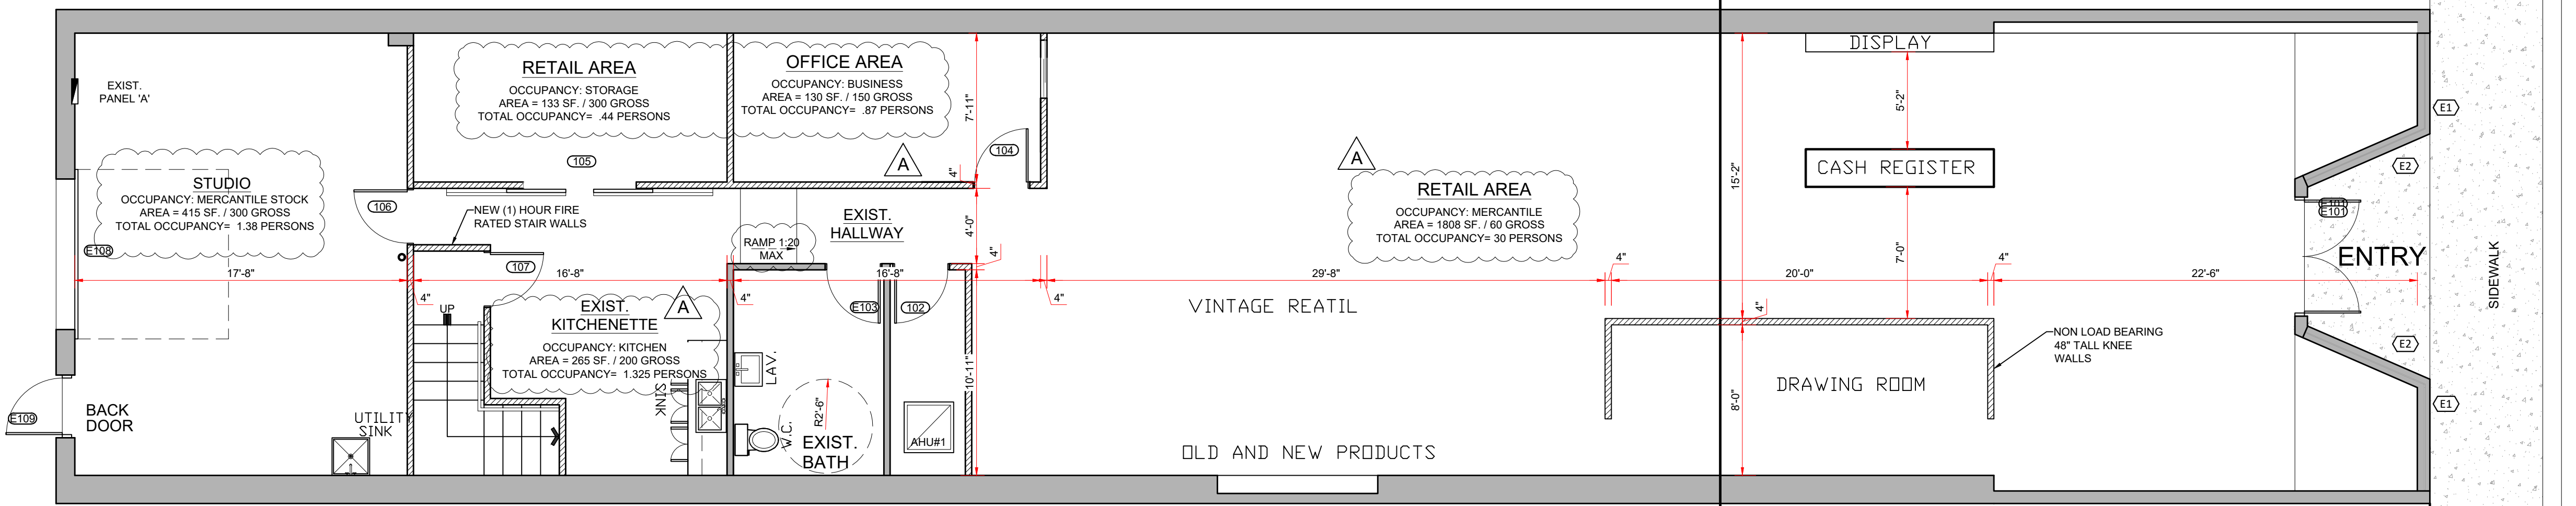 EXIST.
PANEL 'A'
STUDIO
OCCUPANCY: MERCANTILE STOCK
AREA = 415 SF. / 300 GROSS
TOTAL OCCUPANCY= 1.38 PERSONS
E108
17'-8"
E109
BACK
DOOR
UTILITY
SINK
RETAIL AREA
OCCUPANCY: STORAGE
AREA = 133 SF. / 300 GROSS
TOTAL OCCUPANCY= .44 PERSONS
105
106
NEW (1) HOUR FIRE
RATED STAIR WALLS
107
16'-8"
4"
UP
EXIST.
KITCHENETTE
A
OCCUPANCY: KITCHEN
AREA = 265 SF. / 200 GROSS
TOTAL OCCUPANCY= 1.325 PERSONS
SINK
OFFICE AREA
OCCUPANCY: BUSINESS
AREA = 130 SF. / 150 GROSS
TOTAL OCCUPANCY= .87 PERSONS
A
7'-11"
4"
104
EXIST.
HALLWAY
RAMP 1:20
MAX
4'-0"
4"
16'-8"
4"
4"
E103
102
LAV.
W.C.
R2'-6"
EXIST.
BATH
AHU#1
10'-11"
A
RETAIL AREA
OCCUPANCY: MERCANTILE
AREA = 1808 SF. / 60 GROSS
TOTAL OCCUPANCY= 30 PERSONS
29'-8"
4"
VINTAGE REATIL
OLD AND NEW PRODUCTS
DISPLAY
5'-2"
15'-2"
CASH REGISTER
7'-0"
20'-0"
4"
4"
8'-0"
DRAWING ROOM
NON LOAD BEARING
48" TALL KNEE
WALLS
22'-6"
E101
E101
ENTRY
E1
E2
E2
E1
SIDEWALK